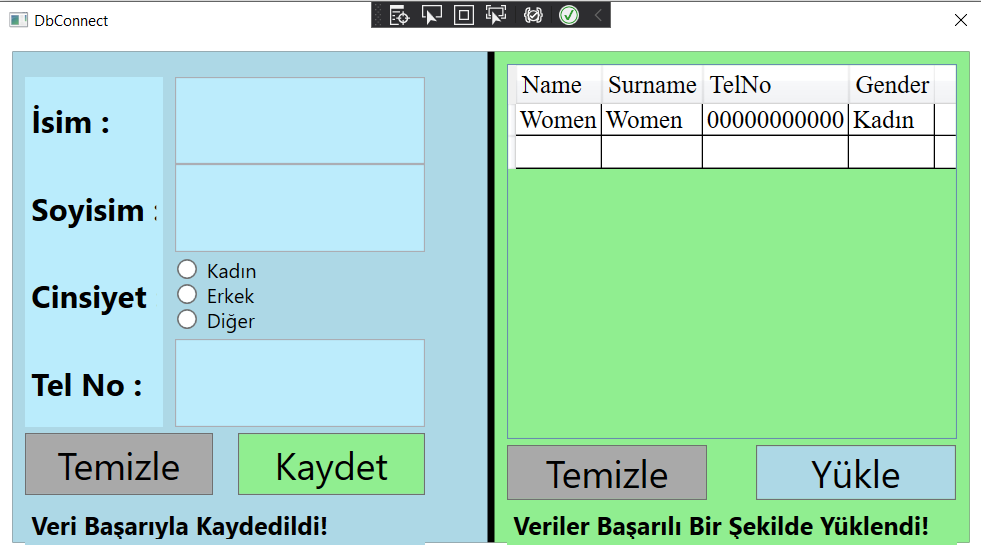 DbConnect
İsim :
Soyisim :
Cinsiyet
Kadın
Erkek
Diğer
Tel No :
Temizle Kaydet
Veri Başarıyla Kaydedildi!
Name Surname TelNo Gender
Women Women 00000000000 Kadın
Temizle Yükle
Veriler Başarılı Bir Şekilde Yüklendi!